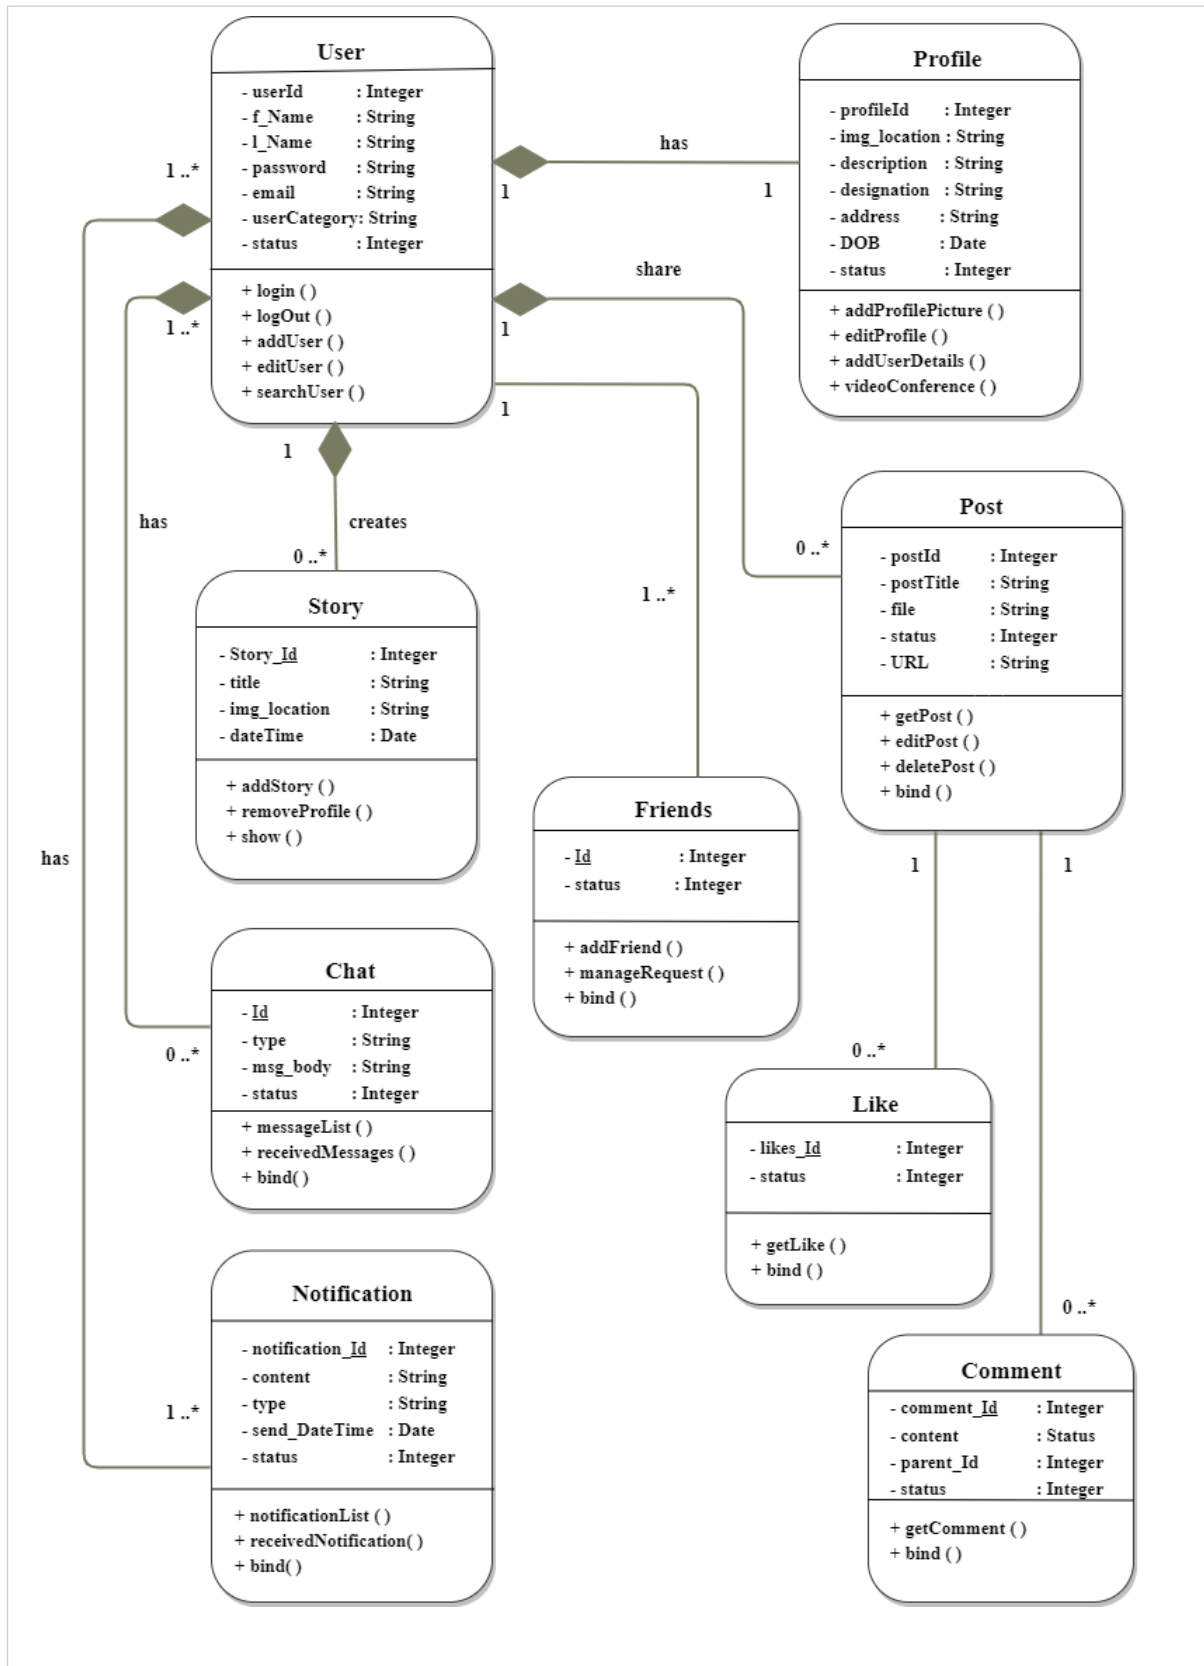 User
- userId : Integer
- f_Name : String
- l_Name : String
- password : String
- email : String
- userCategory: String
- status : Integer
+ login ( )
+ logOut ( )
+ addUser ( )
+ editUser ( )
+ searchUser ( )
Profile
- profileId : Integer
- img_location : String
- description : String
- designation : String
- address : String
- DOB : Date
- status : Integer
+ addProfilePicture ( )
+ editProfile ( )
+ addUserDetails ( )
+ videoConference ( )
has
1
1
share
1
0 ..*
1
1 ..*
1 ..*
1 ..*
1
creates
0 ..*
has
has
Post
- postId : Integer
- postTitle : String
- file : String
- status : Integer
- URL : String
+ getPost ( )
+ editPost ( )
+ deletePost ( )
+ bind ( )
Story
- Story_Id : Integer
- title : String
- img_location : String
- dateTime : Date
+ addStory ( )
+ removeProfile ( )
+ show ( )
Friends
- Id : Integer
- status : Integer
+ addFriend ( )
+ manageRequest ( )
+ bind ( )
1
1
0 ..*
0 ..*
Chat
- Id : Integer
- type : String
- msg_body : String
- status : Integer
+ messageList ( )
+ receivedMessages ( )
+ bind( )
0 ..*
Like
- likes_Id : Integer
- status : Integer
+ getLike ( )
+ bind ( )
Notification
- notification_Id : Integer
- content : String
- type : String
- send_DateTime : Date
- status : Integer
+ notificationList ( )
+ receivedNotification( )
+ bind( )
1 ..*
Comment
- comment_Id : Integer
- content : Status
- parent_Id : Integer
- status : Integer
+ getComment ( )
+ bind ( )